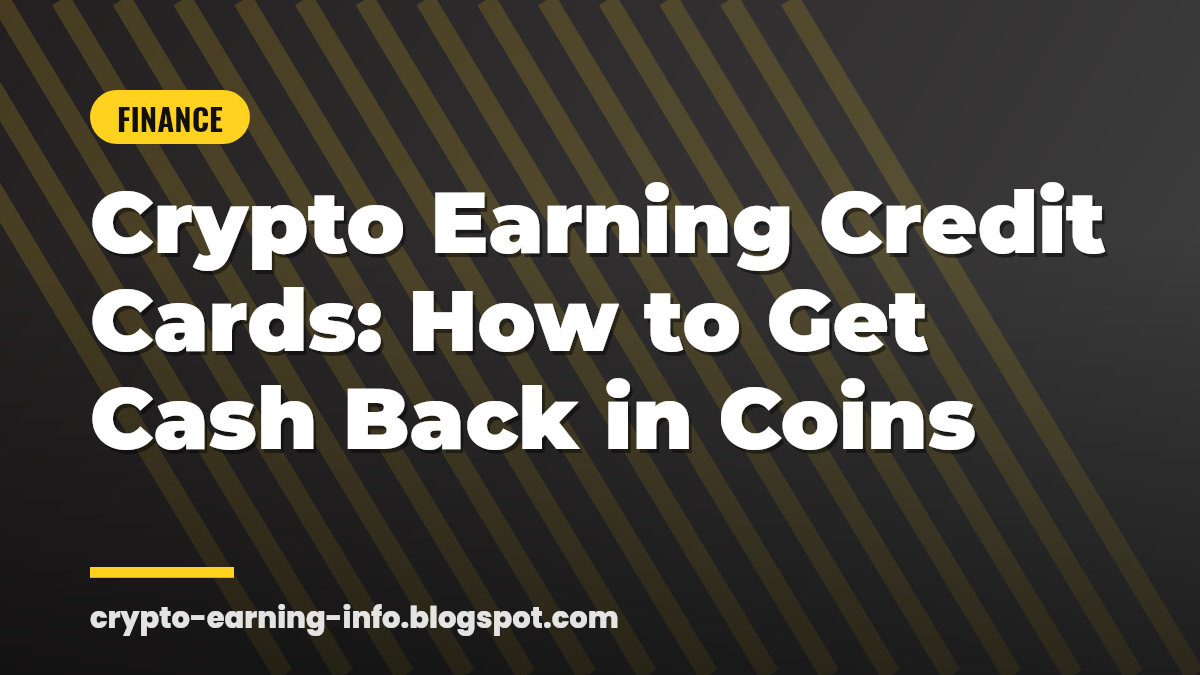 FINANCE
Crypto Earning Credit
Cards: How to Get
Cash Back in Coins
crypto-earning-info.blogspot.com